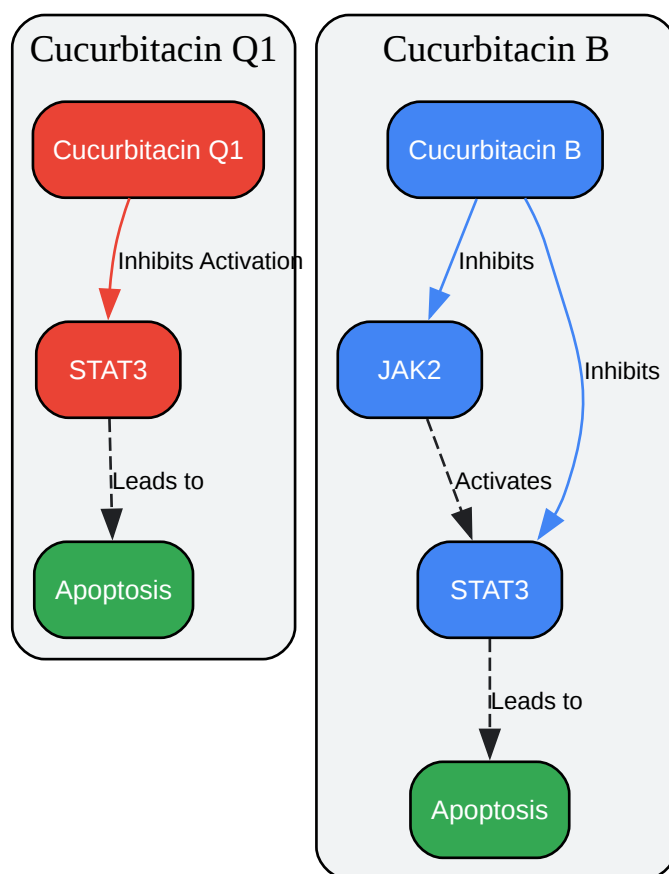 Cucurbitacin Q1
Cucurbitacin Q1
Inhibits Activation
STAT3
Leads to
Apoptosis
Cucurbitacin B
Cucurbitacin B
Inhibits
JAK2
Inhibits
Activates
STAT3
Leads to
Apoptosis